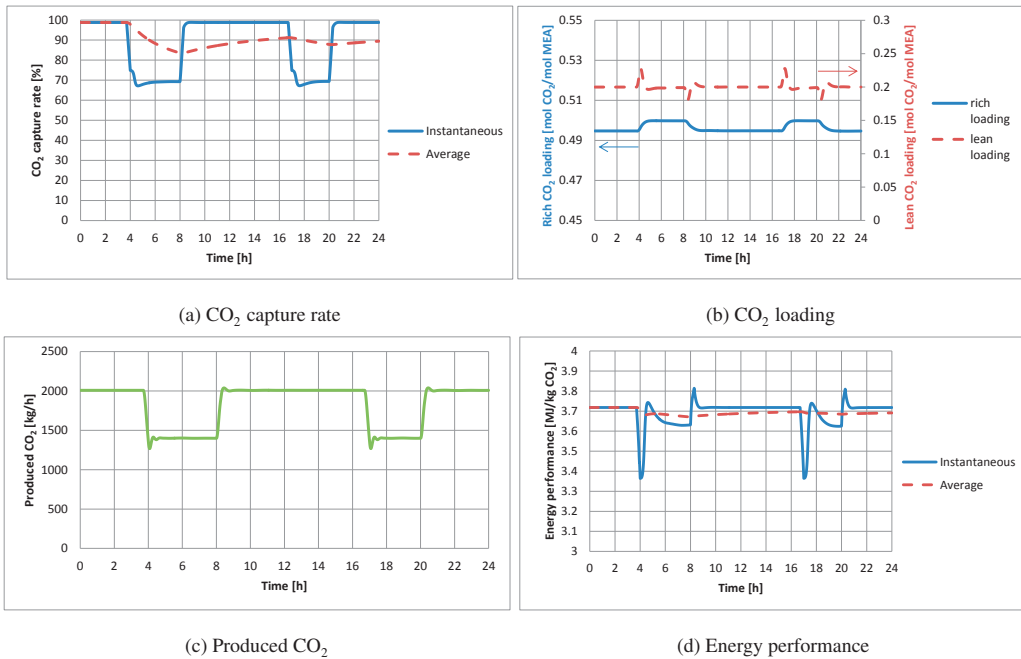 CO2 capture rate [%]
100
90
80
70
60
50
40
30
20
10
0
0 2 4 6 8 10 12 14 16 18 20 22 24
Time [h]
Instantaneous
Average
(a) CO2 capture rate
Rich CO2 loading [mol CO2/mol MEA]
0.55
0.53
0.51
0.49
0.47
0.45
0 2 4 6 8 10 12 14 16 18 20 22 24
Time [h]
0.3
0.25
0.2
0.15
0.1
0.05
0
Lean CO2 loading [mol CO2/mol MEA]
rich
loading
lean
loading
(b) CO2 loading
Produced CO2 [kg/h]
2500
2000
1500
1000
500
0
0 2 4 6 8 10 12 14 16 18 20 22 24
Time [h]
(c) Produced CO2
Energy performance [MJ/kg CO2]
4
3.9
3.8
3.7
3.6
3.5
3.4
3.3
3.2
3.1
3
0 2 4 6 8 10 12 14 16 18 20 22 24
Time [h]
Instantaneous
Average
(d) Energy performance